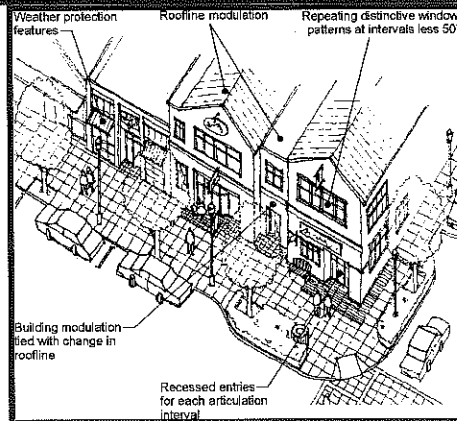 Weather protection
features
Roofline modulation
Repeating distinctive window
patterns at intervals less 50'
Building modulation
tied with change in
roofline
Recessed entries
for each articulation
interval